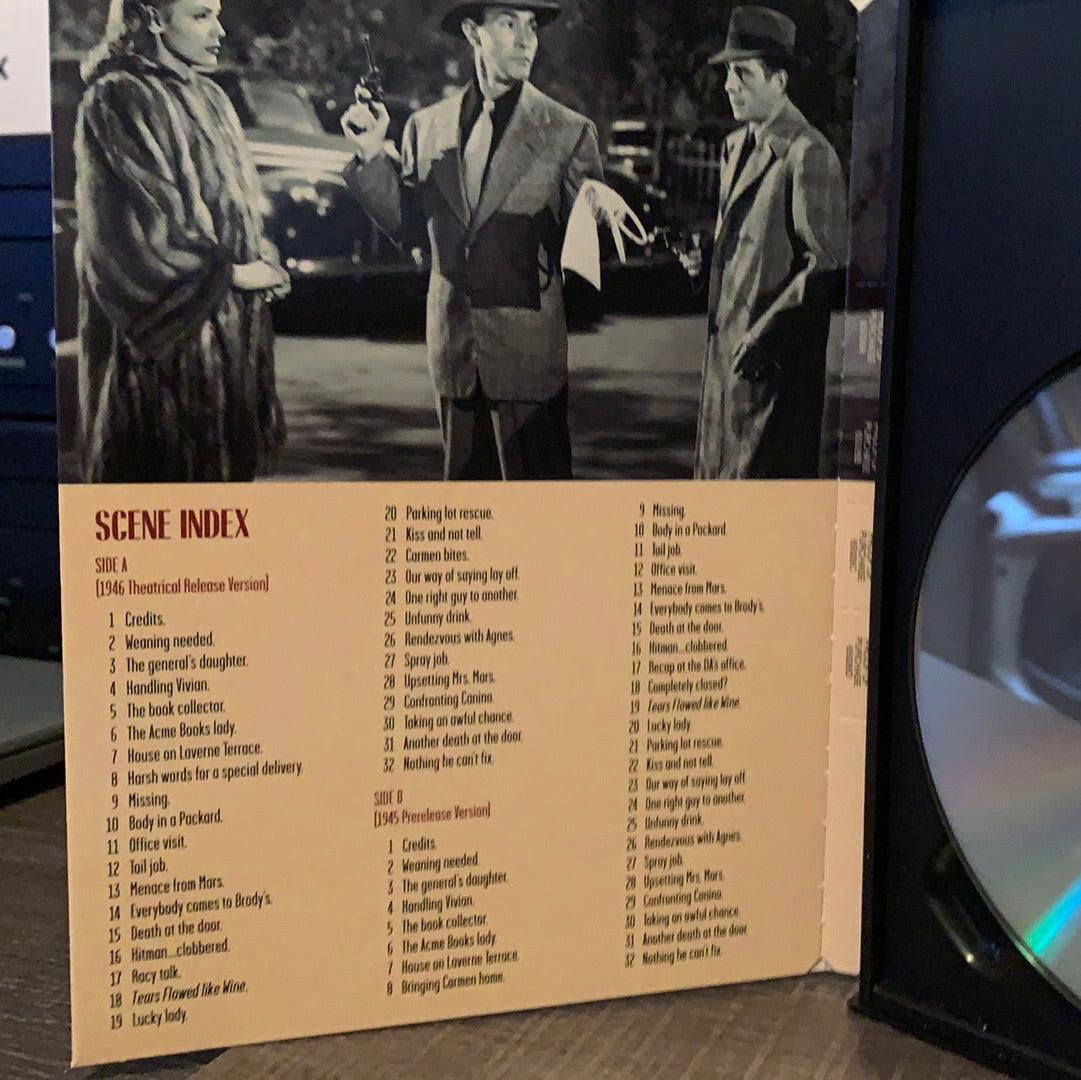 SCENE INDEX
SIDE A
(1946 Theatrical Release Version)
1 Credits.
2 Weaning needed.
3 The general's daughter.
4 Handling Vivian.
5 The book collector.
6 The Acme Books lady.
7 House on Laverne Terrace.
8 Harsh words for a special delivery.
9 Missing.
10 Body in a Packard.
11 Office visit.
12 Tail job.
13 Menace from Mars.
14 Everybody comes to Brody's.
15 Death at the door.
16 Hitman...clobbered.
17 Racy talk.
18 Tears Flowed like Wine.
19 Lucky lady.
20 Parking lot rescue.
21 Kiss and not tell.
22 Carmen bites.
23 Our way of saying lay off.
24 One right guy to another.
25 Unfunny drink.
26 Rendezvous with Agnes.
27 Spray job.
28 Upsetting Mrs. Mars.
29 Confronting Canino.
30 Taking an awful chance.
31 Another death at the door.
32 Nothing he can't fix.
SIDE B
(1945 Prerelease Version)
1 Credits.
2 Weaning needed.
3 The general's daughter.
4 Handling Vivian.
5 The book collector.
6 The Acme Books lady.
7 House on Laverne Terrace.
8 Bringing Carmen home.
9 Missing.
10 Body in a Packard.
11 Tail job.
12 Office visit.
13 Menace from Mars.
14 Everybody comes to Brody's.
15 Death at the door.
16 Hitman...clobbered.
17 Recap at the DA's office.
18 Completely closed?
19 Tears Flowed like Wine.
20 Lucky lady.
21 Parking lot rescue.
22 Kiss and not tell.
23 Our way of saying lay off.
24 One right guy to another.
25 Unfunny drink.
26 Rendezvous with Agnes.
27 Spray job.
28 Upsetting Mrs. Mars.
29 Confronting Canino.
30 Taking an awful chance.
31 Another death at the door.
32 Nothing he can't fix.